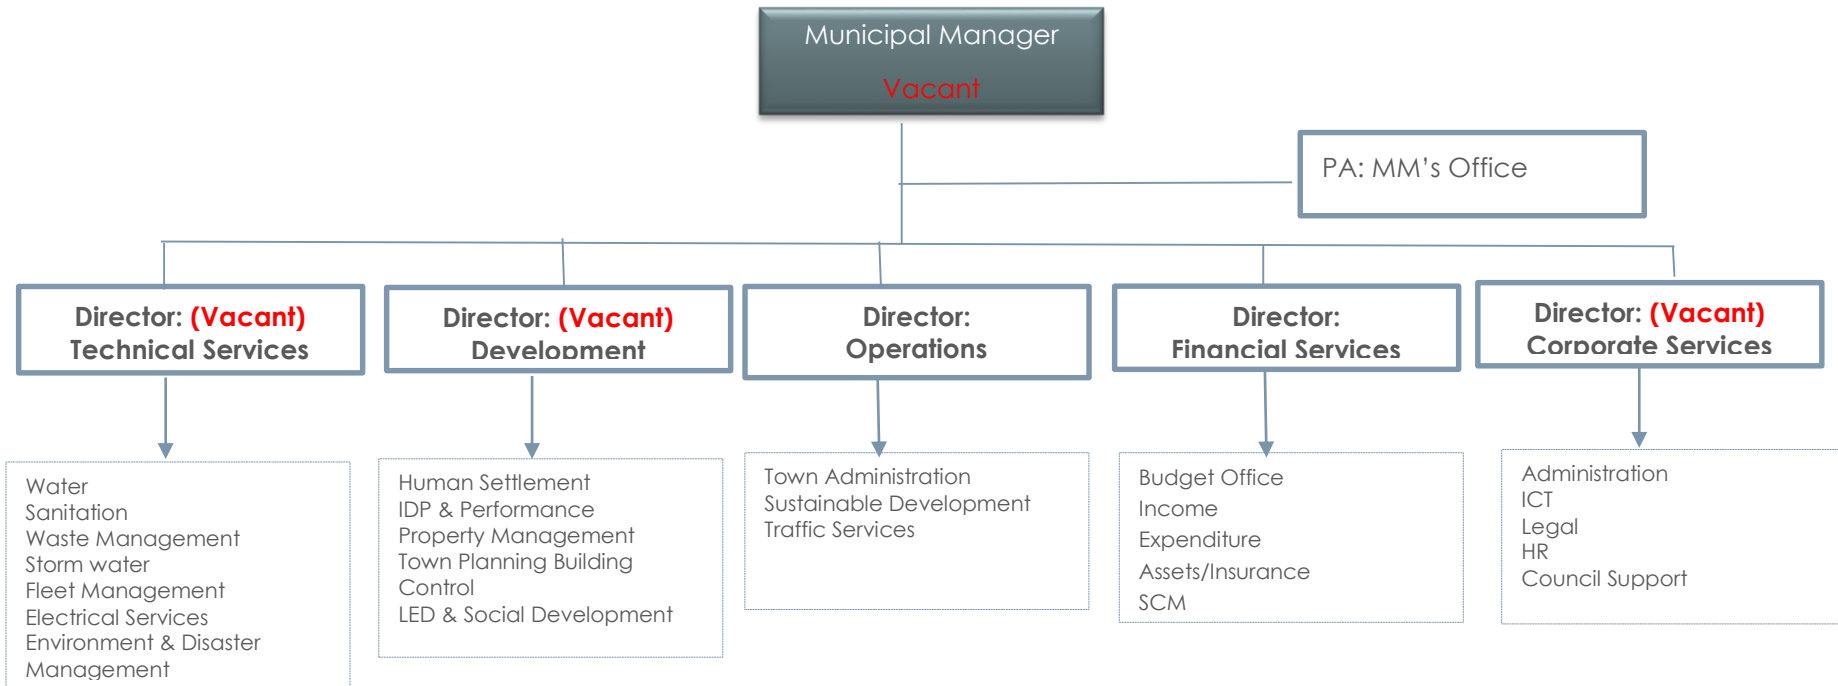 Municipal Manager
Vacant
PA: MM's Office
Director: (Vacant)
Technical Services
Director: (Vacant)
Development
Director:
Operations
Director:
Financial Services
Director: (Vacant)
Corporate Services
Water
Sanitation
Waste Management
Storm water
Fleet Management
Electrical Services
Environment & Disaster
Management
Human Settlement
IDP & Performance
Property Management
Town Planning Building
Control
LED & Social Development
Town Administration
Sustainable Development
Traffic Services
Budget Office
Income
Expenditure
Assets/Insurance
SCM
Administration
ICT
Legal
HR
Council Support